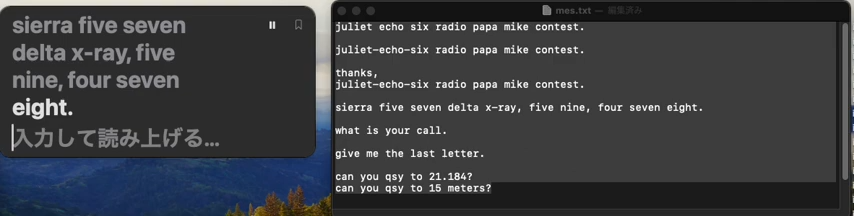 sierra five seven
delta x-ray, five
nine, four seven
eight.
入力して読み上げる...
mes.txt — 編集済み
juliet echo six radio papa mike contest.
juliet-echo-six radio papa mike contest.
thanks,
juliet-echo-six radio papa mike contest.
sierra five seven delta x-ray, five nine, four seven eight.
what is your call.
give me the last letter.
can you qsy to 21.184?
can you qsy to 15 meters?